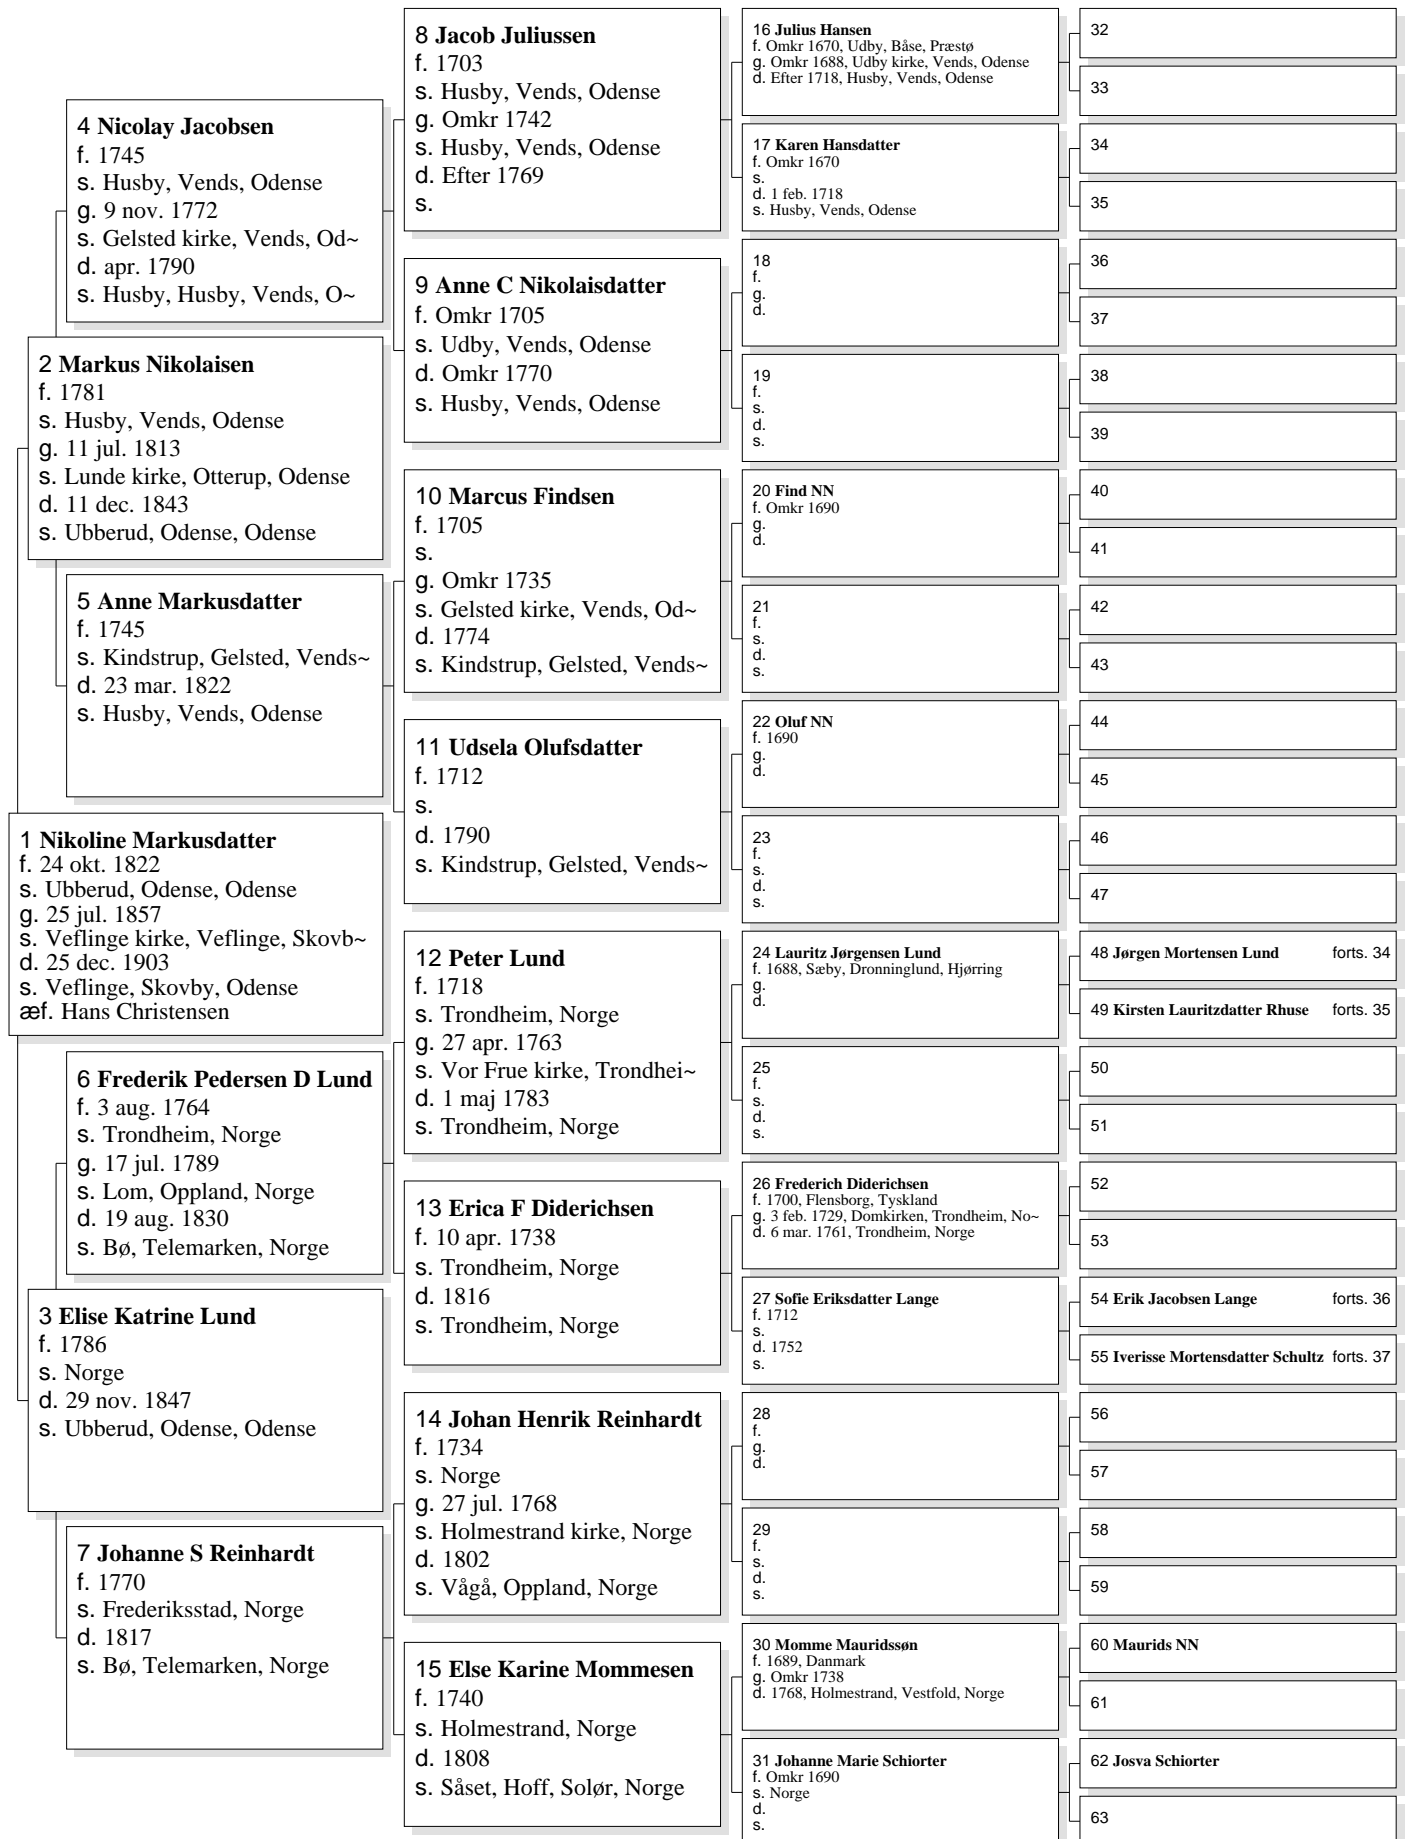 4 Nicolay Jacobsen
f. 1745
s. Husby, Vends, Odense
g. 9 nov. 1772
s. Gelsted kirke, Vends, Od~
d. apr. 1790
s. Husby, Husby, Vends, O~
2 Markus Nikolaisen
f. 1781
s. Husby, Vends, Odense
g. 11 jul. 1813
s. Lunde kirke, Otterup, Odense
d. 11 dec. 1843
s. Ubberud, Odense, Odense
5 Anne Markusdatter
f. 1745
s. Kindstrup, Gelsted, Vends~
d. 23 mar. 1822
s. Husby, Vends, Odense
1 Nikoline Markusdatter
f. 24 okt. 1822
s. Ubberud, Odense, Odense
g. 25 jul. 1857
s. Veflinge kirke, Veflinge, Skovb~
d. 25 dec. 1903
s. Veflinge, Skovby, Odense
æf. Hans Christensen
6 Frederik Pedersen D Lund
f. 3 aug. 1764
s. Trondheim, Norge
g. 17 jul. 1789
s. Lom, Oppland, Norge
d. 19 aug. 1830
s. Bø, Telemarken, Norge
3 Elise Katrine Lund
f. 1786
s. Norge
d. 29 nov. 1847
s. Ubberud, Odense, Odense
7 Johanne S Reinhardt
f. 1770
s. Frederiksstad, Norge
d. 1817
s. Bø, Telemarken, Norge
8 Jacob Juliussen
f. 1703
s. Husby, Vends, Odense
g. Omkr 1742
s. Husby, Vends, Odense
d. Efter 1769
s.
9 Anne C Nikolaisdatter
f. Omkr 1705
s. Udby, Vends, Odense
d. Omkr 1770
s. Husby, Vends, Odense
10 Marcus Findsen
f. 1705
s.
g. Omkr 1735
s. Gelsted kirke, Vends, Od~
d. 1774
s. Kindstrup, Gelsted, Vends~
11 Udsela Olufsdatter
f. 1712
s.
d. 1790
s. Kindstrup, Gelsted, Vends~
12 Peter Lund
f. 1718
s. Trondheim, Norge
g. 27 apr. 1763
s. Vor Frue kirke, Trondhei~
d. 1 maj 1783
s. Trondheim, Norge
13 Erica F Diderichsen
f. 10 apr. 1738
s. Trondheim, Norge
d. 1816
s. Trondheim, Norge
14 Johan Henrik Reinhardt
f. 1734
s. Norge
g. 27 jul. 1768
s. Holmestrand kirke, Norge
d. 1802
s. Vågå, Oppland, Norge
15 Else Karine Mommesen
f. 1740
s. Holmestrand, Norge
d. 1808
s. Såset, Hoff, Solør, Norge
16 Julius Hansen
f. Omkr 1670, Udby, Båse, Præstø
g. Omkr 1688, Udby kirke, Vends, Odense
d. Efter 1718, Husby, Vends, Odense
17 Karen Hansdatter
f. Omkr 1670
s.
d. 1 feb. 1718
s. Husby, Vends, Odense
18
f.
g.
d.
19
f.
s.
d.
s.
20 Find NN
f. Omkr 1690
g.
d.
21
f.
s.
d.
s.
22 Oluf NN
f. 1690
g.
d.
23
f.
s.
d.
s.
24 Lauritz Jørgensen Lund
f. 1688, Sæby, Dronninglund, Hjørring
g.
d.
25
f.
s.
d.
s.
26 Frederich Diderichsen
f. 1700, Flensborg, Tyskland
g. 3 feb. 1729, Domkirken, Trondheim, No~
d. 6 mar. 1761, Trondheim, Norge
27 Sofie Eriksdatter Lange
f. 1712
s.
d. 1752
s.
28
f.
g.
d.
29
f.
s.
d.
s.
30 Momme Mauridssøn
f. 1689, Danmark
g. Omkr 1738
d. 1768, Holmestrand, Vestfold, Norge
31 Johanne Marie Schiorter
f. Omkr 1690
s. Norge
d.
s.
32
33
34
35
36
37
38
39
40
41
42
43
44
45
46
47
48 Jørgen Mortensen Lund forts. 34
49 Kirsten Lauritzdatter Rhuse forts. 35
50
51
52
53
54 Erik Jacobsen Lange forts. 36
55 Iverisse Mortensdatter Schultz forts. 37
56
57
58
59
60 Maurids NN
61
62 Josva Schiorter
63